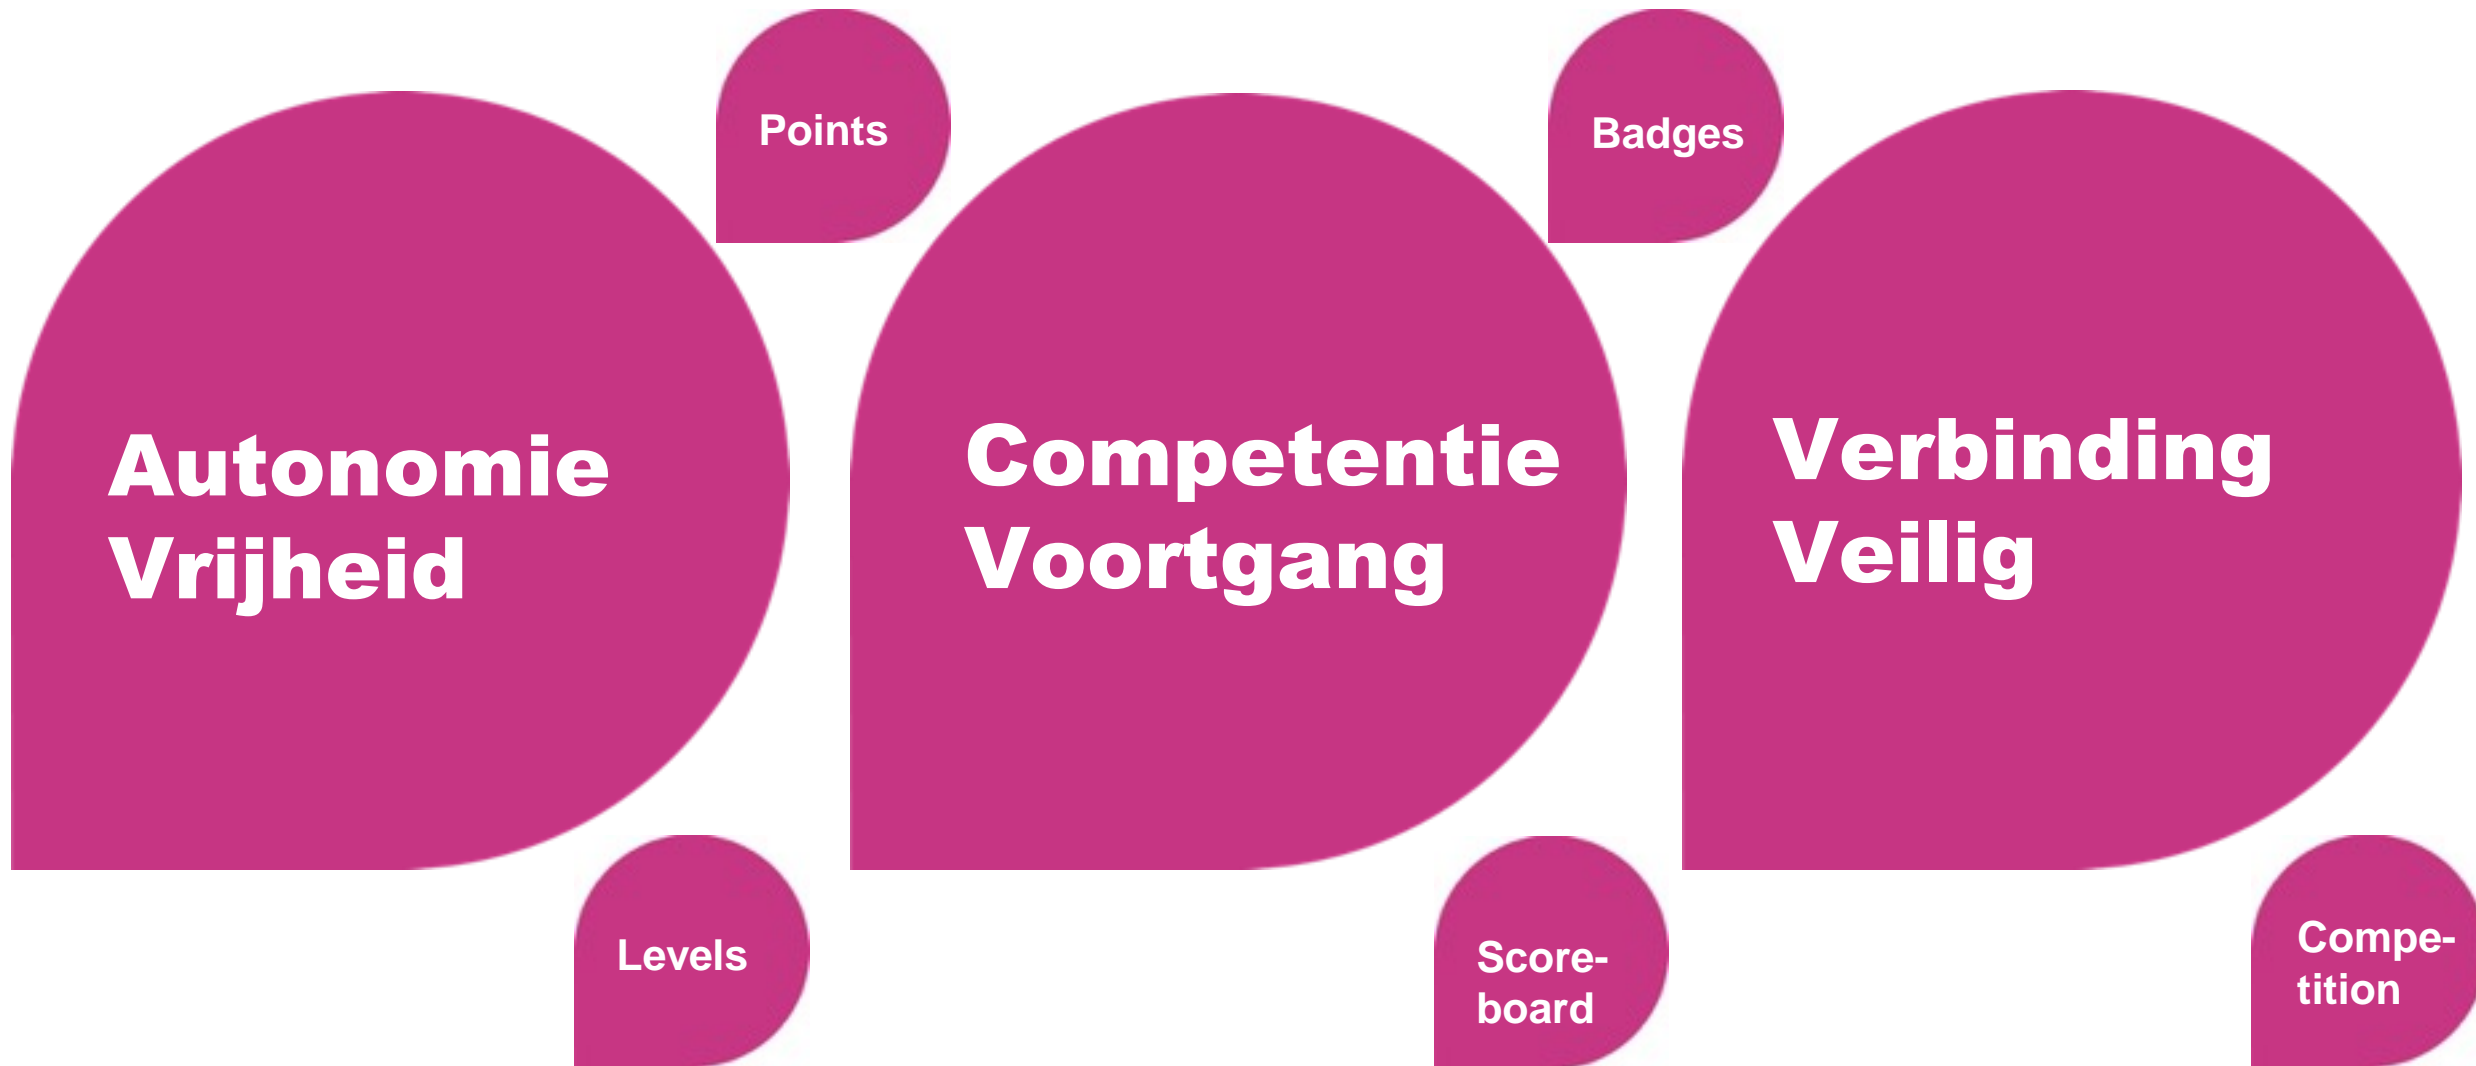 Points
Badges
Autonomie
Vrijheid
Competentie
Voortgang
Verbinding
Veilig
Levels
Score-
board
Compe-
tition